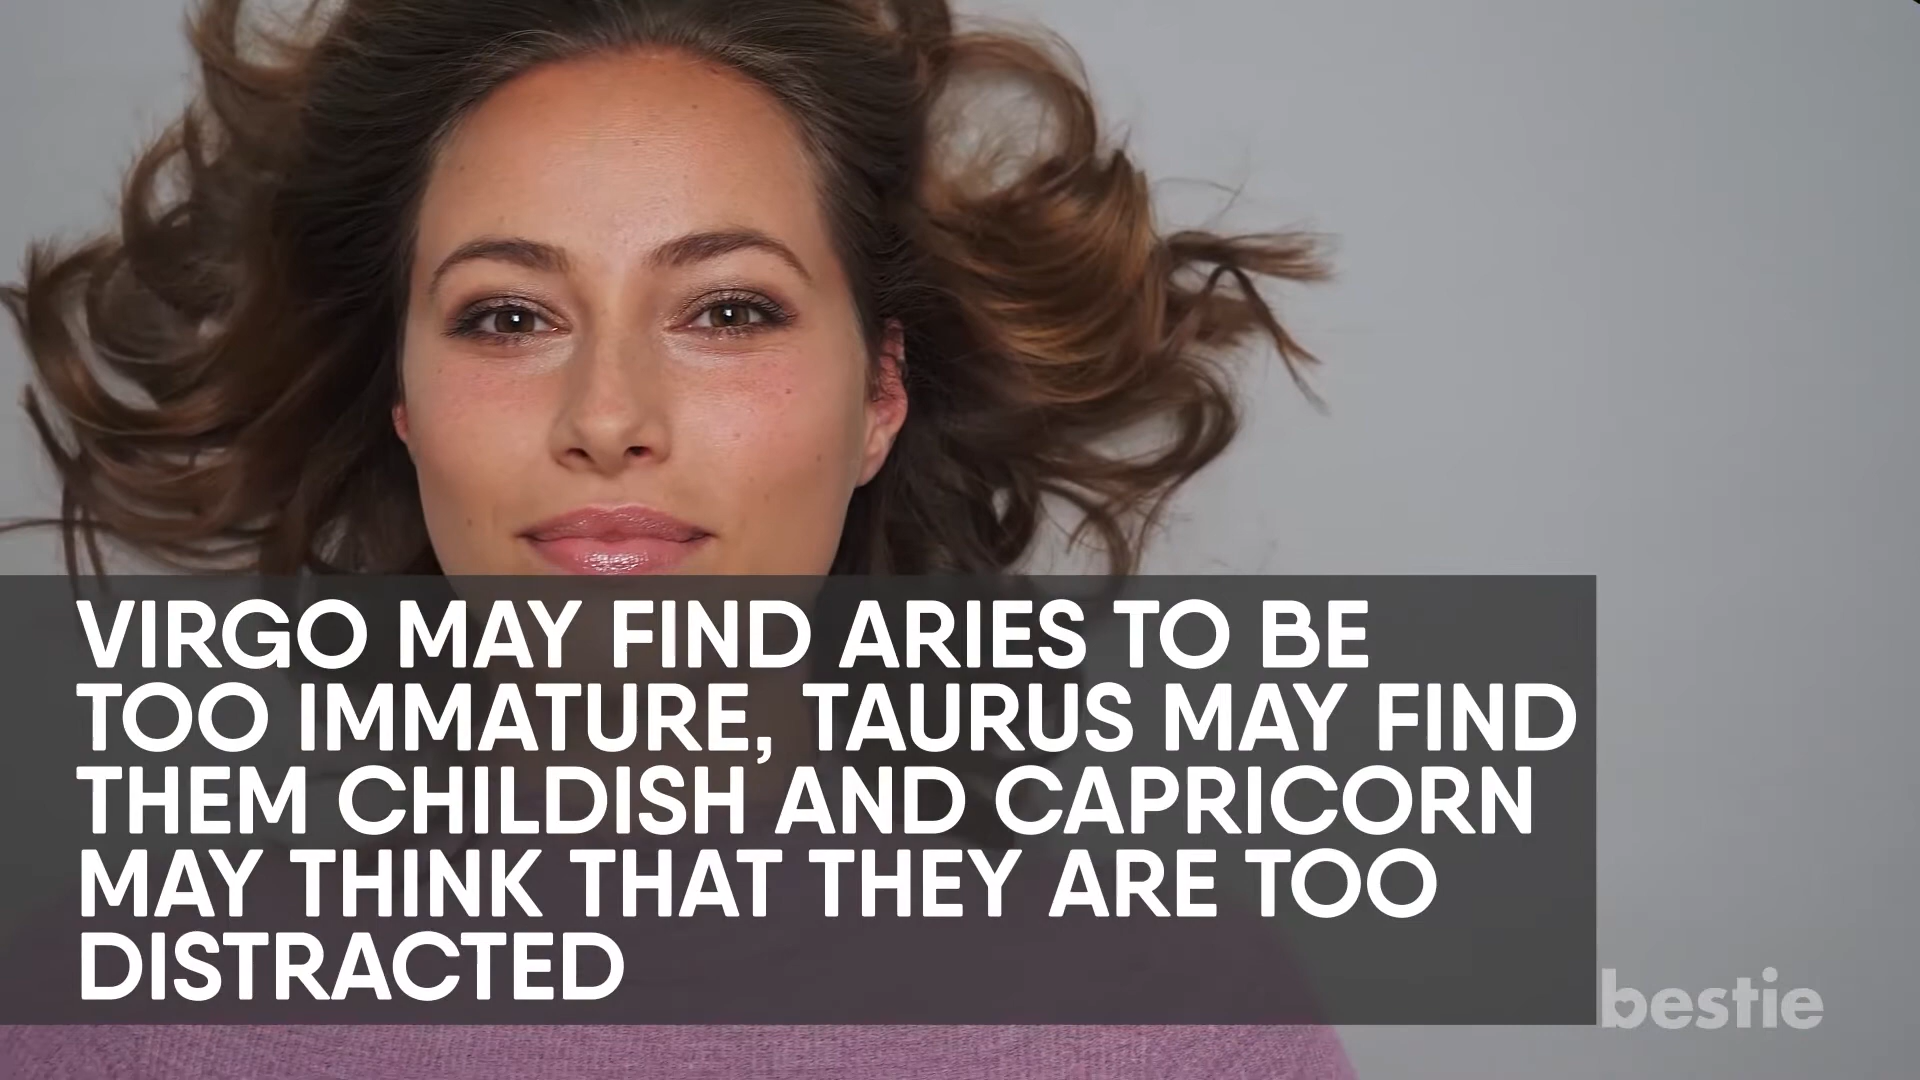 VIRGO MAY FIND ARIES TO BE
TOO IMMATURE, TAURUS MAY FIND
THEM CHILDISH AND CAPRICORN
MAY THINK THAT THEY ARE TOO
DISTRACTED
bestie